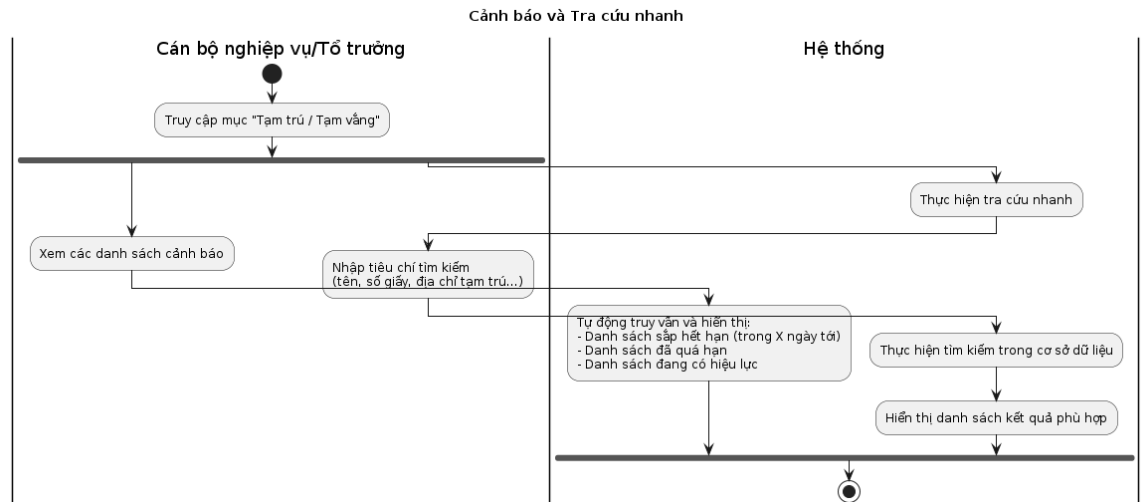 Cảnh báo và Tra cứu nhanh
Cán bộ nghiệp vụ/Tổ trưởng
Hệ thống
Truy cập mục "Tạm trú / Tạm vắng"
Thực hiện tra cứu nhanh
Xem các danh sách cảnh báo
Nhập tiêu chí tìm kiếm
(tên, số giấy, địa chỉ tạm trú...)
Tự động truy vấn và hiển thị:
- Danh sách sắp hết hạn (trong X ngày tới)
- Danh sách đã quá hạn
- Danh sách đang có hiệu lực
Thực hiện tìm kiếm trong cơ sở dữ liệu
Hiển thị danh sách kết quả phù hợp